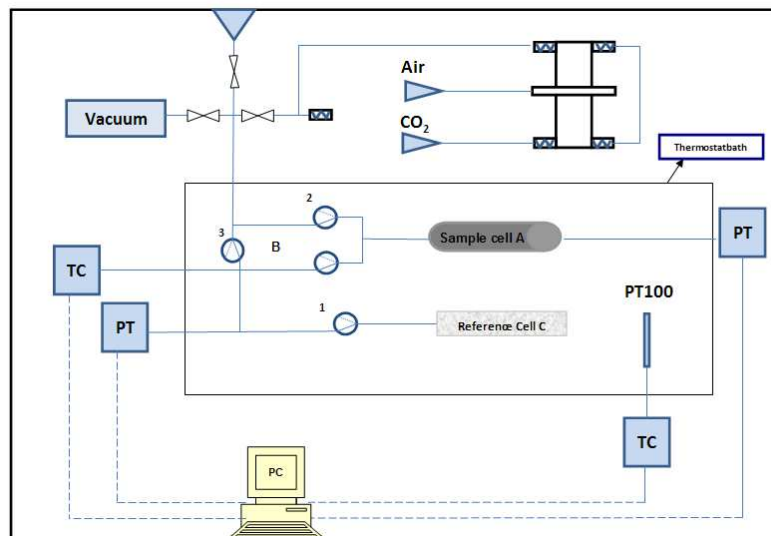 Air
Vacuum
CO2
Thermostatbath
2
3
B
Sample cell A
PT
TC
PT100
1
PT
Reference Cell C
TC
PC